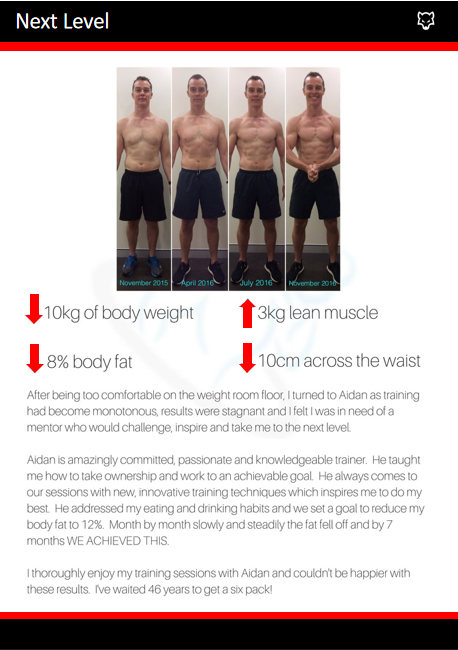 Next Level
November 2015 April 2016 July 2016 November 2016
10kg of body weight
3kg lean muscle
8% body fat
10cm across the waist
After being too comfortable on the weight room floor, I turned to Aidan as training
had become monotonous, results were stagnant and I felt I was in need of a
mentor who would challenge, inspire and take me to the next level.
Aidan is amazingly committed, passionate and knowledgeable trainer. He taught
me how to take ownership and work to an achievable goal. He always comes to
our sessions with new, innovative training techniques which inspires me to do my
best. He addressed my eating and drinking habits and we set a goal to reduce my
body fat to 12%. Month by month slowly and steadily the fat fell off and by 7
months WE ACHIEVED THIS.
I thoroughly enjoy my training sessions with Aidan and couldn't be happier with
these results. I've waited 46 years to get a six pack!